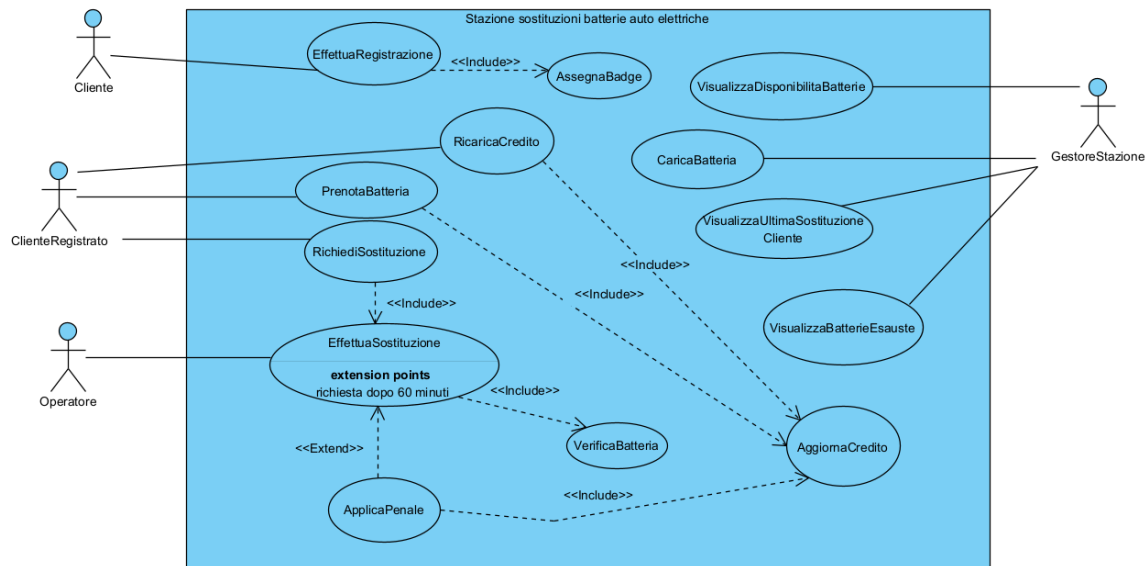 Stazione sostituzioni batterie auto elettriche
Cliente
EffettuaRegistrazione
<<Include>>
AssegnaBadge
VisualizzaDisponibilitaBatterie
GestoreStazione
RicaricaCredito
CaricaBatteria
ClienteRegistrato
PrenotaBatteria
VisualizzaUltimaSostituzione
Cliente
RichiediSostituzione
<<Include>>
<<Include>>
<<Include>>
VisualizzaBatterieEsauste
Operatore
EffettuaSostituzione
extension points
richiesta dopo 60 minuti
<<Include>>
VerificaBatteria
AggiornaCredito
<<Extend>>
<<Include>>
ApplicaPenale